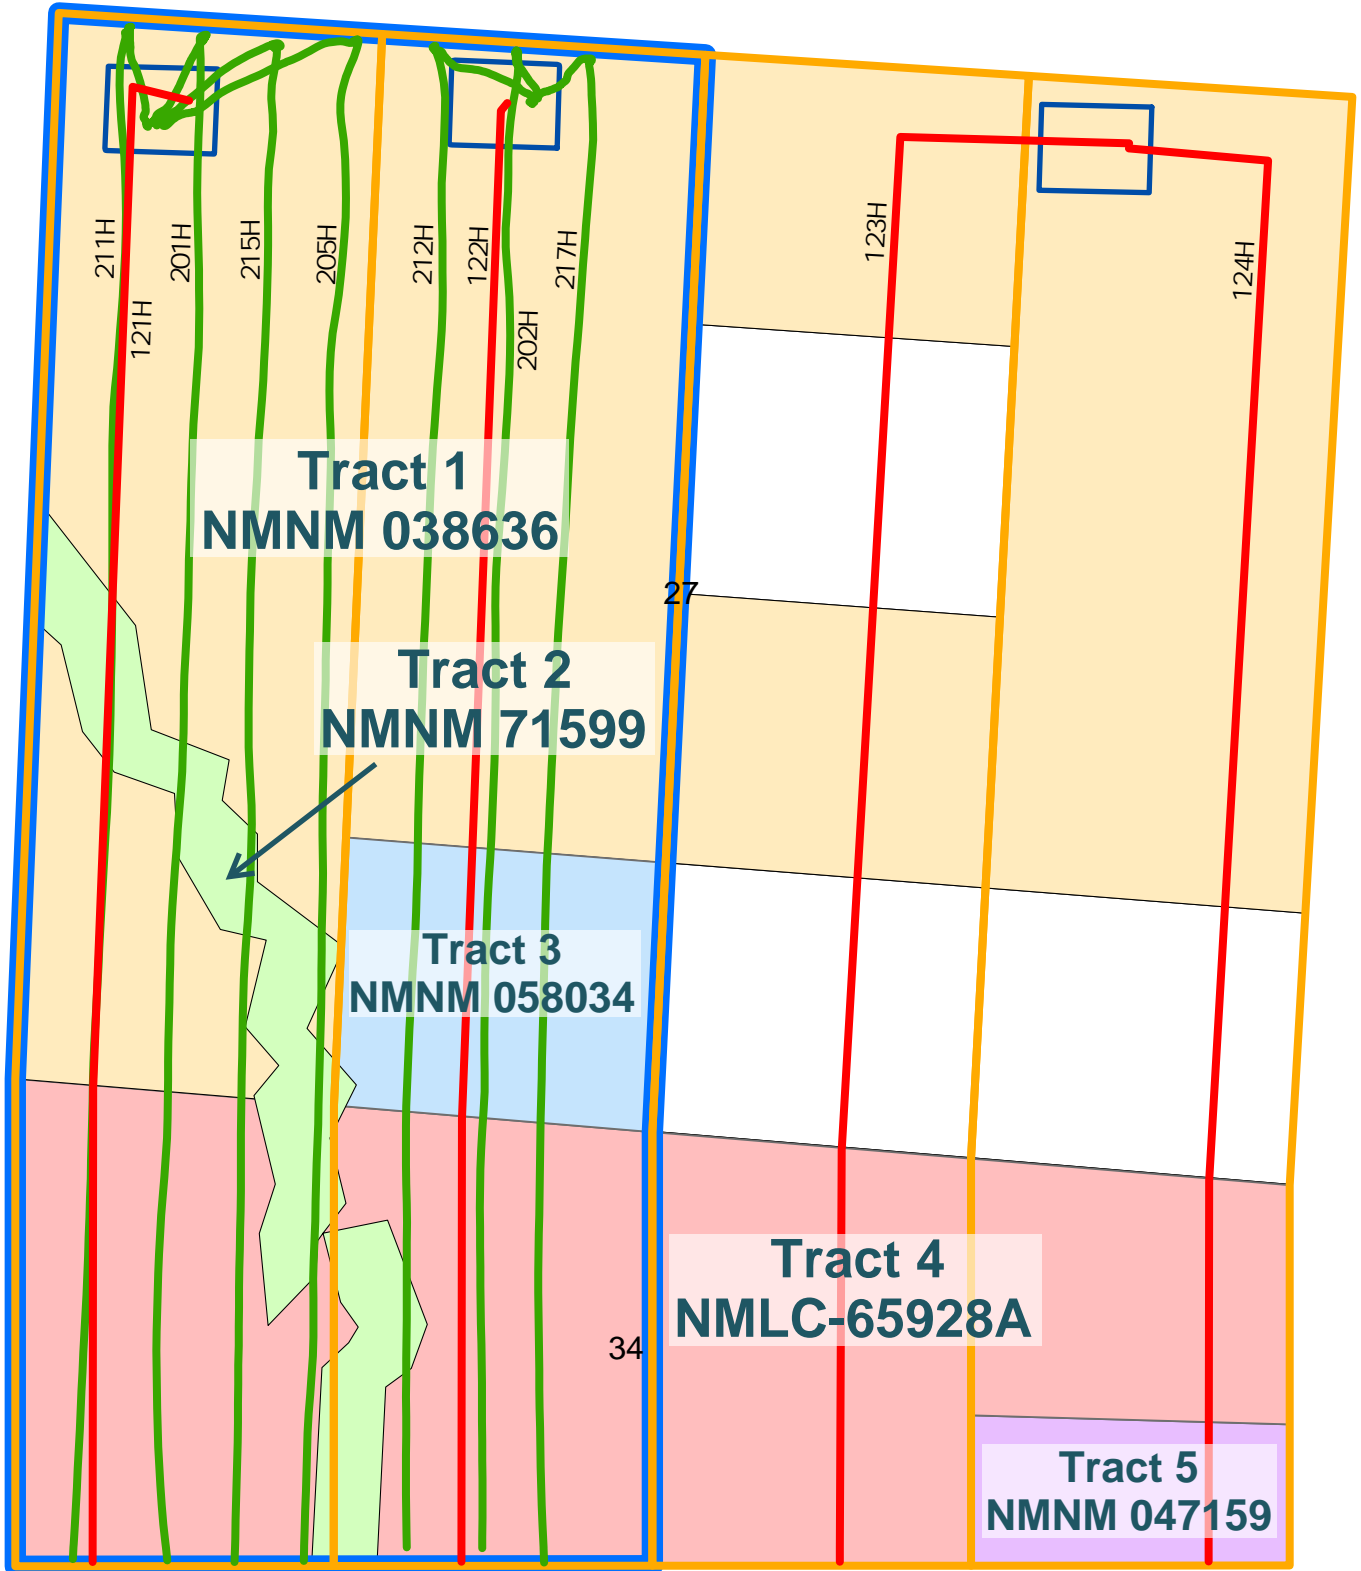 211H
121H
201H
215H
205H
212H
122H
202H
217H
123H
124H
Tract 1
NMNM 038636
27
Tract 2
NMNM 71599
Tract 3
NMNM 058034
Tract 4
NMLC-65928A
34
Tract 5
NMNM 047159